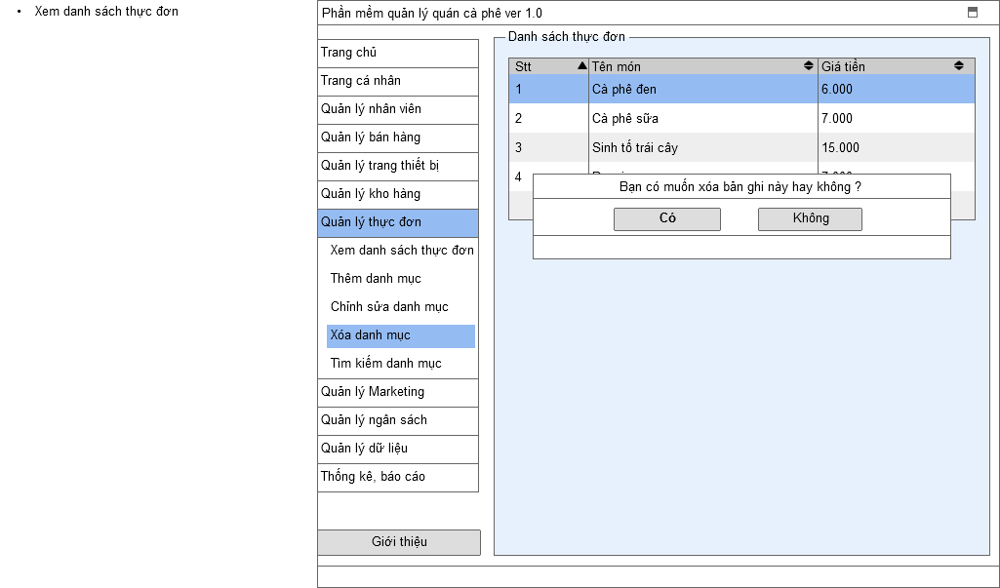 • Xem danh sách thực đơn
Phần mềm quản lý quán cà phê ver 1.0
Trang chủ
Trang cá nhân
Quản lý nhân viên
Quản lý bán hàng
Quản lý trang thiết bị
Quản lý kho hàng
Quản lý thực đơn
Xem danh sách thực đơn
Thêm danh mục
Chỉnh sửa danh mục
Xóa danh mục
Tìm kiếm danh mục
Quản lý Marketing
Quản lý ngân sách
Quản lý dữ liệu
Thống kê, báo cáo
Giới thiệu
Danh sách thực đơn
Stt Tên món Giá tiền
1 Cà phê đen 6.000
2 Cà phê sữa 7.000
3 Sinh tố trái cây 15.000
4
Bạn có muốn xóa bản ghi này hay không ?
Có Không